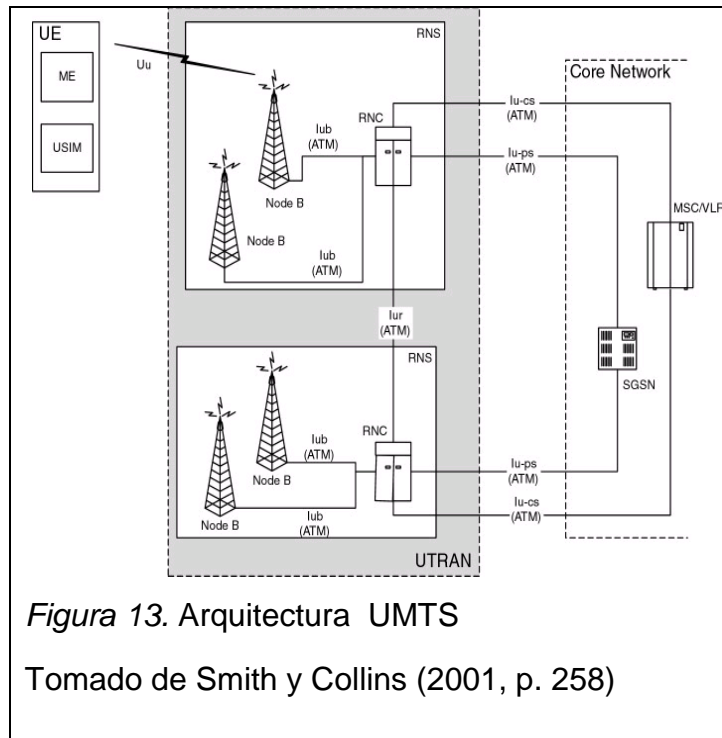 UE
ME
USIM
Uu
RNS
RNC
Iub
(ATM)
Node B
Node B
Iub
(ATM)
Iu-cs
(ATM)
Iu-ps
(ATM)
Core Network
MSC/VLR
SGSN
Iur
(ATM)
RNS
RNC
Iub
(ATM)
Node B
Node B
Iub
(ATM)
Iu-ps
(ATM)
Iu-cs
(ATM)
UTRAN
Figura 13. Arquitectura UMTS
Tomado de Smith y Collins (2001, p. 258)